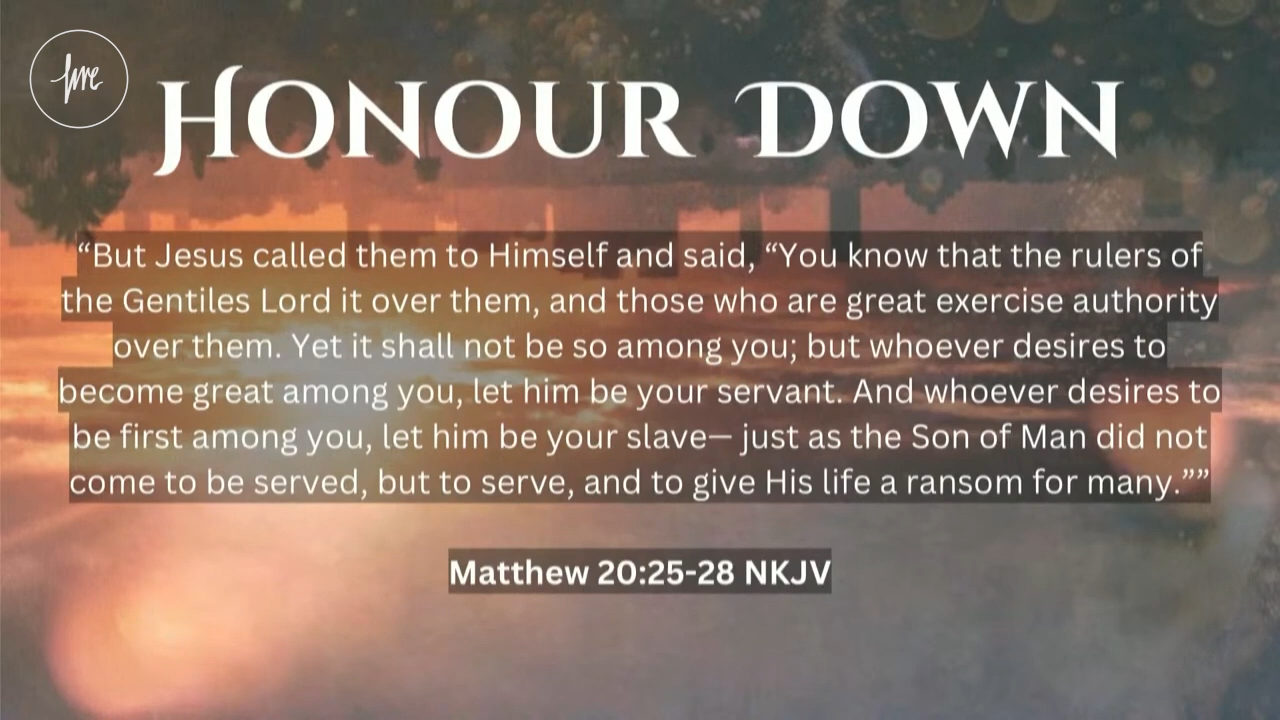 Honour Down
“But Jesus called them to Himself and said, “You know that the rulers of
the Gentiles Lord it over them, and those who are great exercise authority
over them. Yet it shall not be so among you; but whoever desires to
become great among you, let him be your servant. And whoever desires to
be first among you, let him be your slave— just as the Son of Man did not
come to be served, but to serve, and to give His life a ransom for many.””
Matthew 20:25-28 NKJV